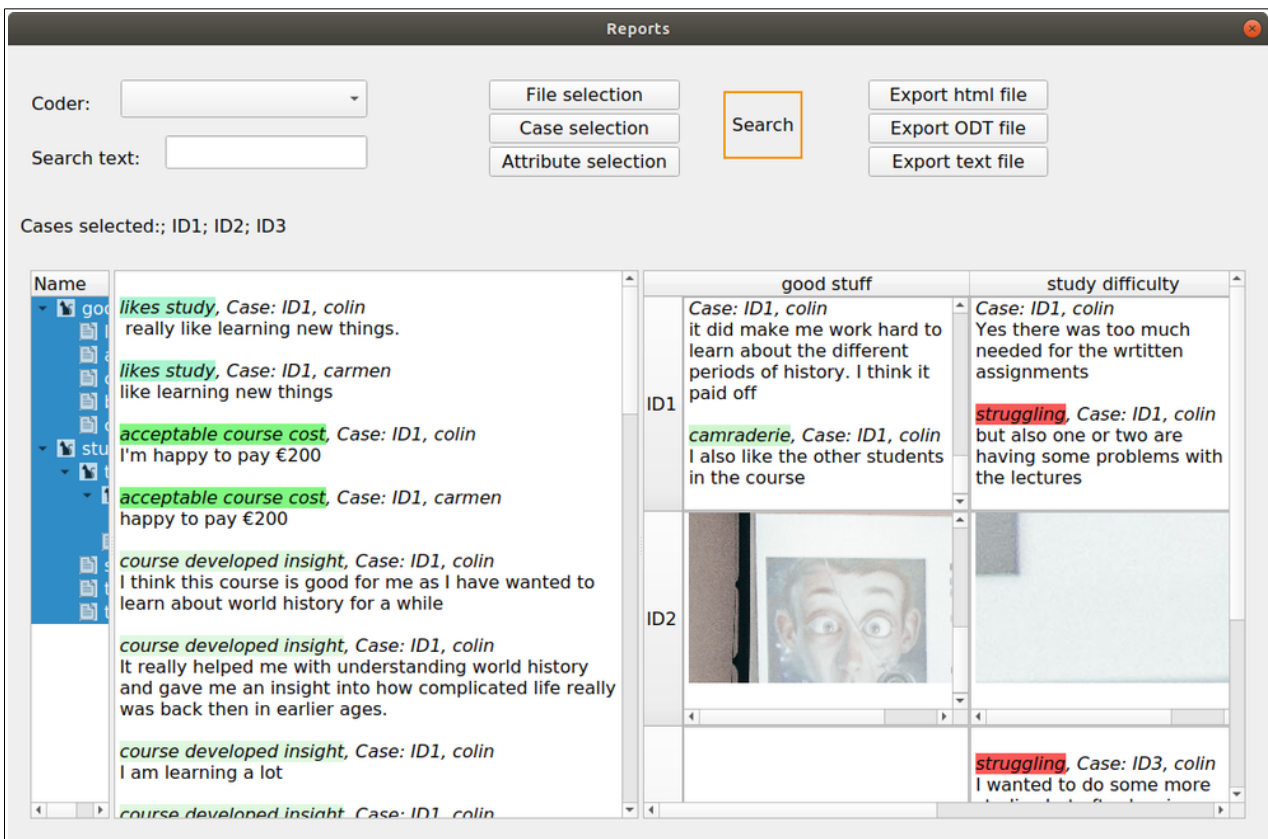 Reports
Coder:
File selection
Search
Export html file
Case selection
Export ODT file
Search text:
Attribute selection
Export text file
Cases selected:; ID1; ID2; ID3
Name
goo
l
a
c
b
c
stu
t
s
t
t
likes study, Case: ID1, colin
really like learning new things.
likes study, Case: ID1, carmen
like learning new things
acceptable course cost, Case: ID1, colin
I'm happy to pay €200
acceptable course cost, Case: ID1, carmen
happy to pay €200
course developed insight, Case: ID1, colin
I think this course is good for me as I have wanted to
learn about world history for a while
course developed insight, Case: ID1, colin
It really helped me with understanding world history
and gave me an insight into how complicated life really
was back then in earlier ages.
course developed insight, Case: ID1, colin
I am learning a lot
course developed insight, Case: ID1, colin
good stuff
study difficulty
ID1
Case: ID1, colin
it did make me work hard to
learn about the different
periods of history. I think it
paid off
camraderie, Case: ID1, colin
I also like the other students
in the course
Case: ID1, colin
Yes there was too much
needed for the wrtitten
assignments
struggling, Case: ID1, colin
but also one or two are
having some problems with
the lectures
ID2
struggling, Case: ID3, colin
I wanted to do some more